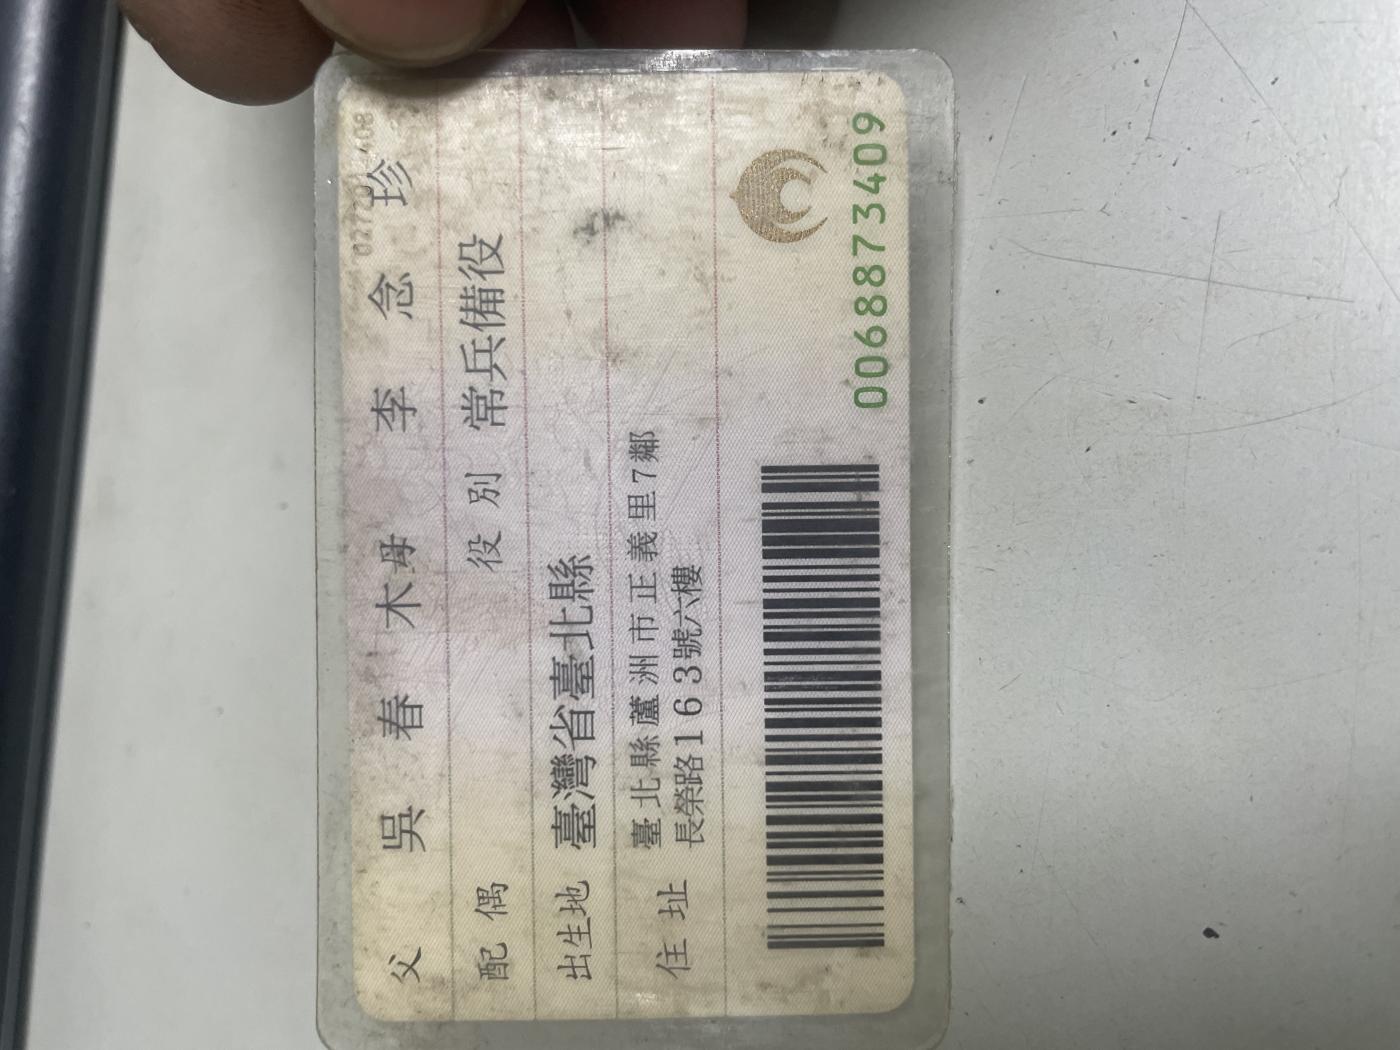 父 吳 春 木 母 李 念 珍
配 偶 役 別 常兵備役
出生地 臺灣省臺北縣
住 址 臺北縣蘆洲市正義里7鄰
長榮路163號六樓
0068873409